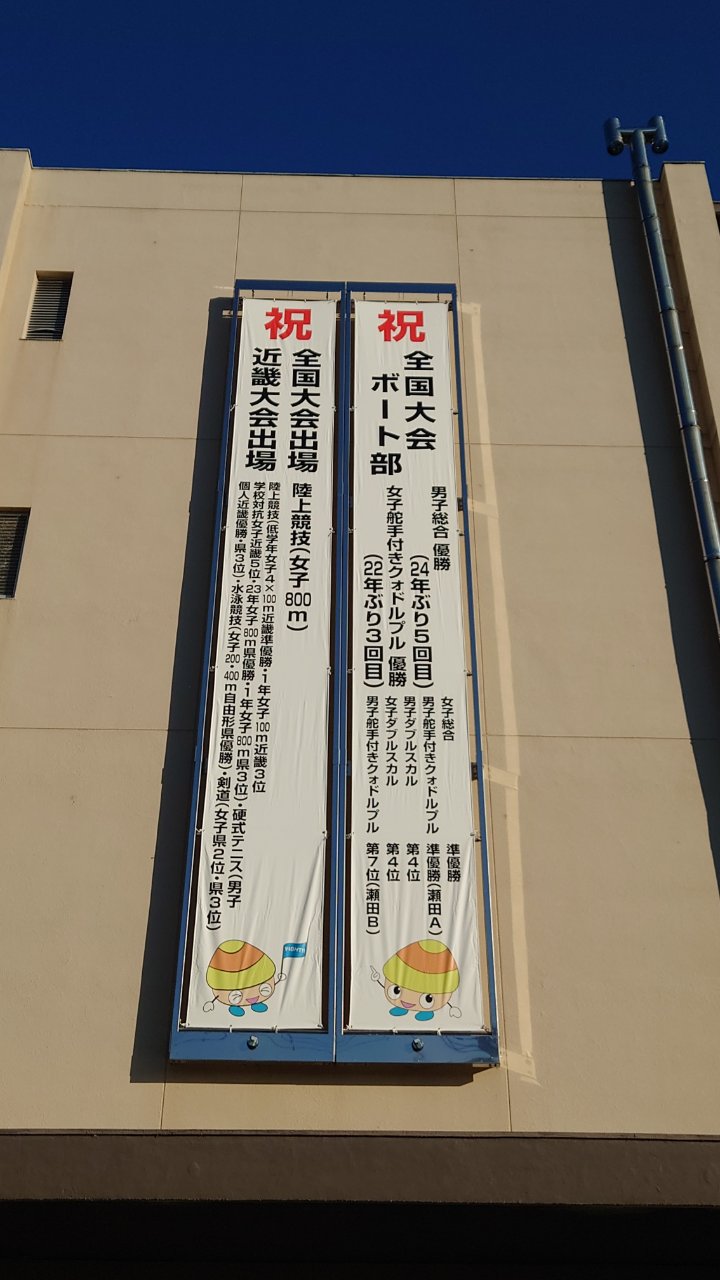 祝
全国大会
ボート部
男子総合 優勝
(24年ぶり5回目)
女子舵手付きクォドルプル 優勝
(22年ぶり3回目)
女子総合 準優勝
男子舵手付きクォドルプル 準優勝(瀬田A)
男子ダブルスカル 第4位
女子ダブルスカル 第4位
男子舵手付きクォドルプル 第7位(瀬田B)
祝
全国大会出場 陸上競技(女子800m)
近畿大会出場
陸上競技(低学年女子4×100m近畿準優勝・1年女子100m近畿3位
学校対抗女子近畿5位・23年女子800m県優勝・1年女子800m県3位)・硬式テニス(男子
個人近畿優勝・県3位)・水泳競技(女子200・400m自由形県優勝)・剣道(女子県2位・県3位)